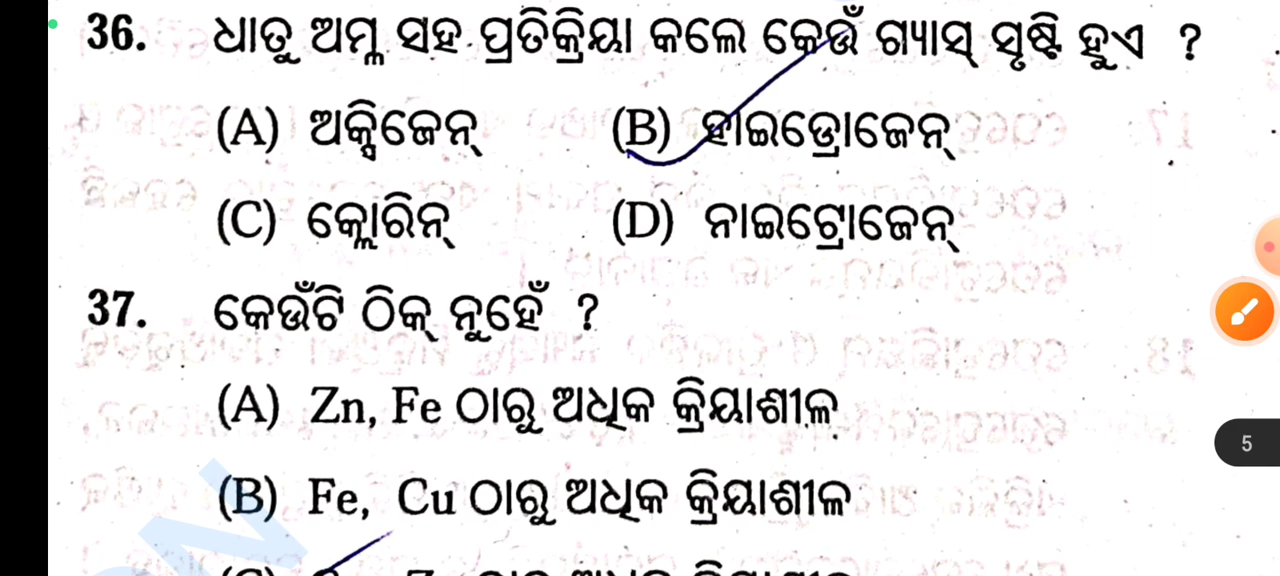 36. ଧାତୁ ଅମ୍ଳ ସହ ପ୍ରତିକ୍ରିୟା କଲେ କେଉଁ ଗ୍ୟାସ୍ ସୃଷ୍ଟି ହୁଏ ?
(A) ଅକ୍ସିଜେନ୍ (B) ହାଇଡ୍ରୋଜେନ୍
(C) କ୍ଲୋରିନ୍ (D) ନାଇଟ୍ରୋଜେନ୍
37. କେଉଁଟି ଠିକ୍ ନୁହେଁ ?
(A) Zn, Fe ଠାରୁ ଅଧିକ କ୍ରିୟାଶୀଳ
(B) Fe, Cu ଠାରୁ ଅଧିକ କ୍ରିୟାଶୀଳ
5